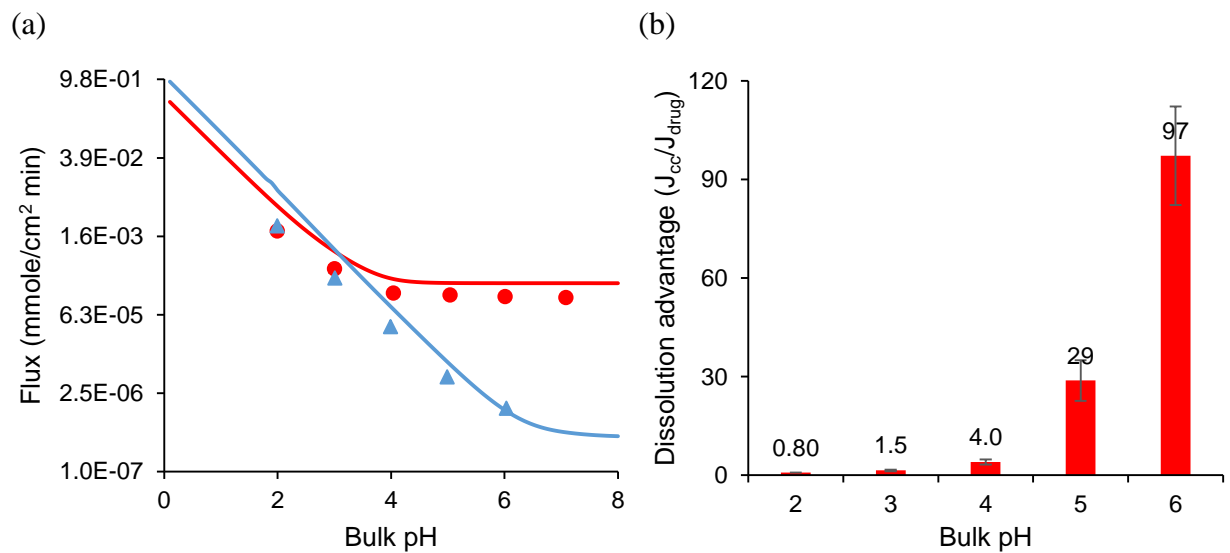 (a)
Flux (mmole/cm² min)
9.8E-01
3.9E-02
1.6E-03
6.3E-05
2.5E-06
1.0E-07
0 2 4 6 8
Bulk pH
(b)
Dissolution advantage (J_cc/J_drug)
120
90
60
30
0
0.80 1.5 4.0 29 97
2 3 4 5 6
Bulk pH